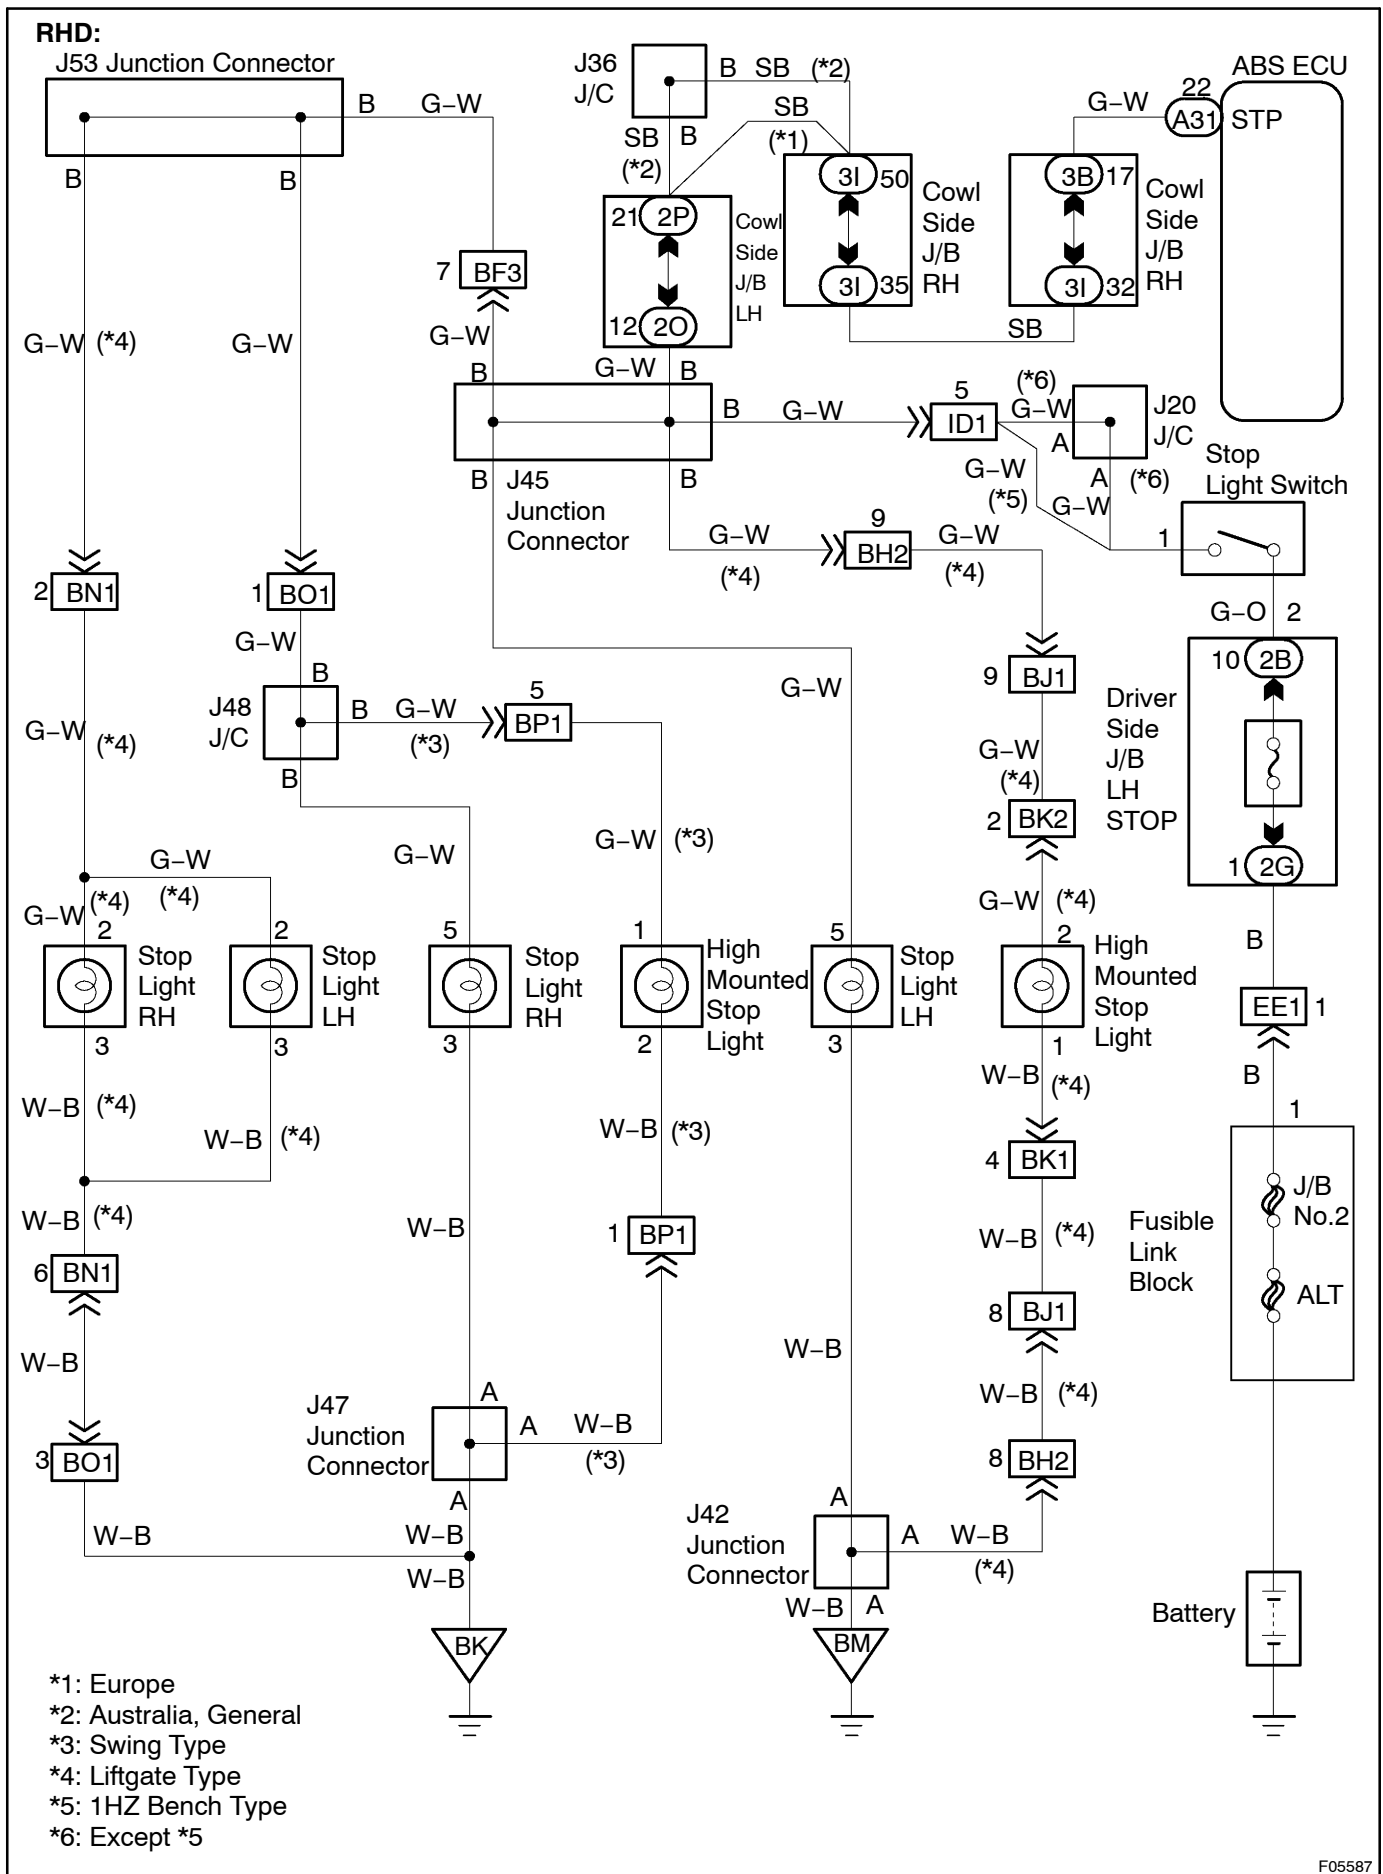 RHD:
J53 Junction Connector
J36
J/C
B SB (*2)
ABS ECU
22
G–W
A31 STP
B G–W
SB
(*1)
SB B
(*2)
B
B
21 2P
Cowl
Side
J/B
LH
12 2O
3I 50
3I 35
Cowl
Side
J/B
RH
3B 17
3I 32
Cowl
Side
J/B
RH
SB
7 BF3
G–W (*4)
G–W
G–W
B
G–W B
B G–W
5
ID1
(*6)
G–W
A
J20
J/C
A (*6)
G–W
(*5)
G–W
Stop
Light Switch
1
B
J45
Junction
Connector
B
G–W
(*4)
9
BH2
G–W
(*4)
2 BN1
1 BO1
G–W
G–O 2
10 2B
Driver
Side
J/B
LH
STOP
1 2G
B
J48
J/C
B G–W
(*3)
5
BP1
B
G–W
(*4)
G–W
9 BJ1
G–W
(*4)
2 BK2
G–W
G–W (*3)
G–W
(*4)
G–W
(*4)
G–W (*4)
2
Stop
Light
RH
3
2
Stop
Light
LH
3
5
Stop
Light
RH
3
1
High
Mounted
Stop
Light
2
5
Stop
Light
LH
3
2
High
Mounted
Stop
Light
1
B
EE1 1
B
1
W–B (*4)
W–B (*4)
W–B (*3)
W–B
(*4)
4 BK1
J/B
No.2
Fusible
Link
Block
ALT
W–B (*4)
W–B
1 BP1
W–B (*4)
6 BN1
8 BJ1
W–B
W–B
W–B (*4)
J47
Junction
Connector
A
A W–B
(*3)
A
3 BO1
8 BH2
W–B
W–B
W–B
J42
Junction
Connector
A
A W–B
(*4)
W–B A
Battery
BK
BM
*1: Europe
*2: Australia, General
*3: Swing Type
*4: Liftgate Type
*5: 1HZ Bench Type
*6: Except *5
F05587